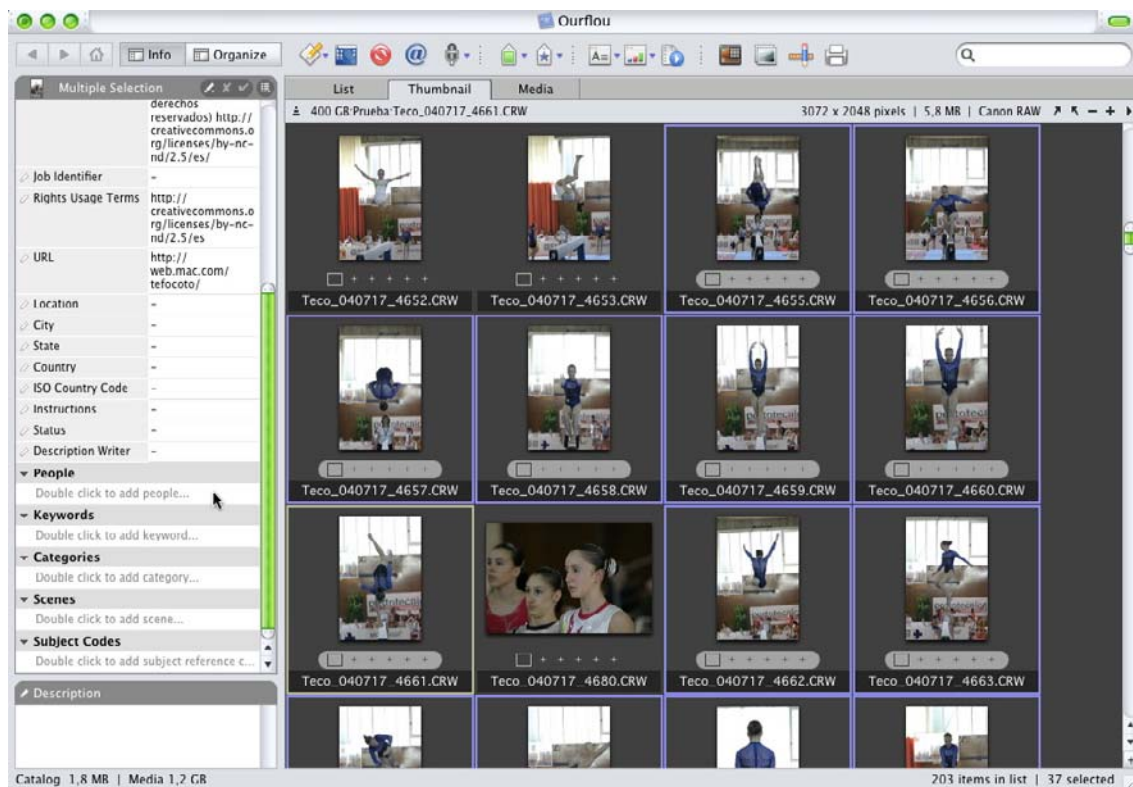 Ourflou
Info
Organize
Multiple Selection
List
Thumbnail
Media
400 GB:Prueba:Teco_040717_4661.CRW
3072 x 2048 pixels | 5,8 MB | Canon RAW
derechos
reservados) http://
creativecommons.o
rg/licenses/by-nc-
nd/2.5/es/
Job Identifier -
Rights Usage Terms http://
creativecommons.o
rg/licenses/by-nc-
nd/2.5/es
URL http://
web.mac.com/
tefocoto/
Location -
City -
State -
Country -
ISO Country Code -
Instructions -
Status -
Description Writer -
People
Double click to add people...
Keywords
Double click to add keyword...
Categories
Double click to add category...
Scenes
Double click to add scene...
Subject Codes
Double click to add subject reference c...
Description
Teco_040717_4652.CRW
Teco_040717_4653.CRW
Teco_040717_4655.CRW
Teco_040717_4656.CRW
Teco_040717_4657.CRW
Teco_040717_4658.CRW
Teco_040717_4659.CRW
Teco_040717_4660.CRW
Teco_040717_4661.CRW
Teco_040717_4680.CRW
Teco_040717_4662.CRW
Teco_040717_4663.CRW
Catalog 1,8 MB | Media 1,2 GB
203 items in list | 37 selected